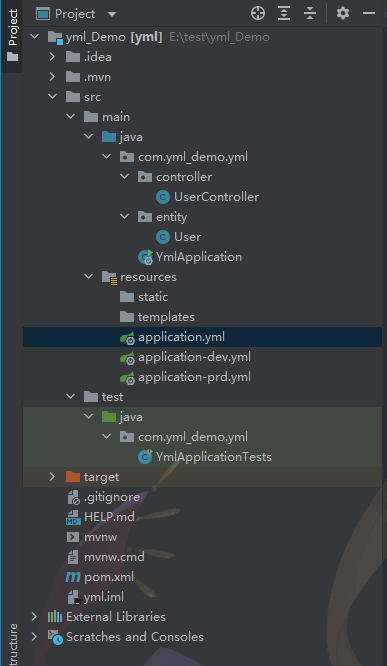 Project
Project
yml_Demo [yml] E:\test\yml_Demo
.idea
.mvn
src
main
java
com.yml_demo.yml
controller
UserController
entity
User
YmlApplication
resources
static
templates
application.yml
application-dev.yml
application-prd.yml
test
java
com.yml_demo.yml
YmlApplicationTests
target
.gitignore
HELP.md
mvnw
mvnw.cmd
pom.xml
yml.iml
External Libraries
Scratches and Consoles
ructure